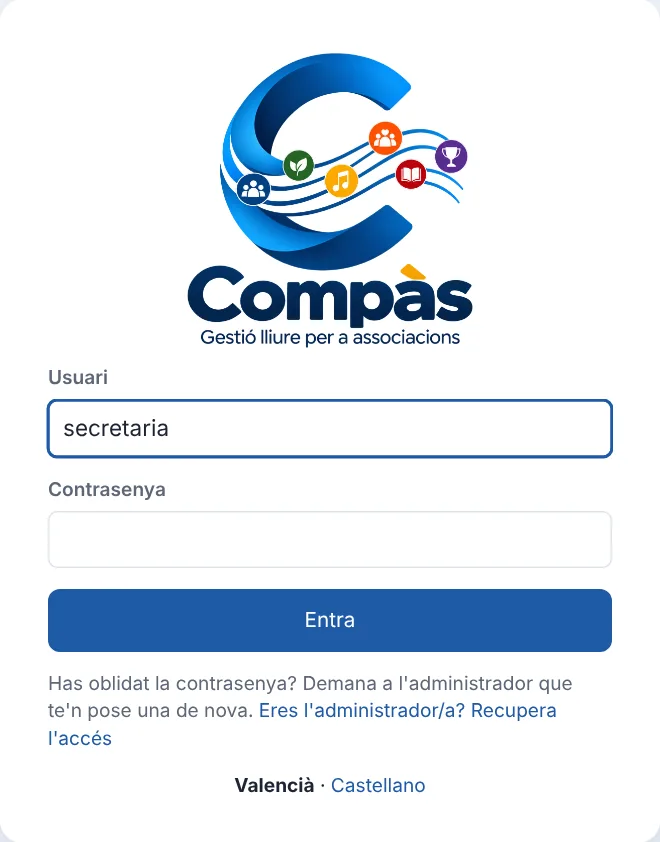 Compàs
Gestió lliure per a associacions
Usuari
secretaria
Contrasenya
Entra
Has oblidat la contrasenya? Demana a l'administrador que
te'n pose una de nova. Eres l'administrador/a? Recupera
l'accés
Valencià · Castellano